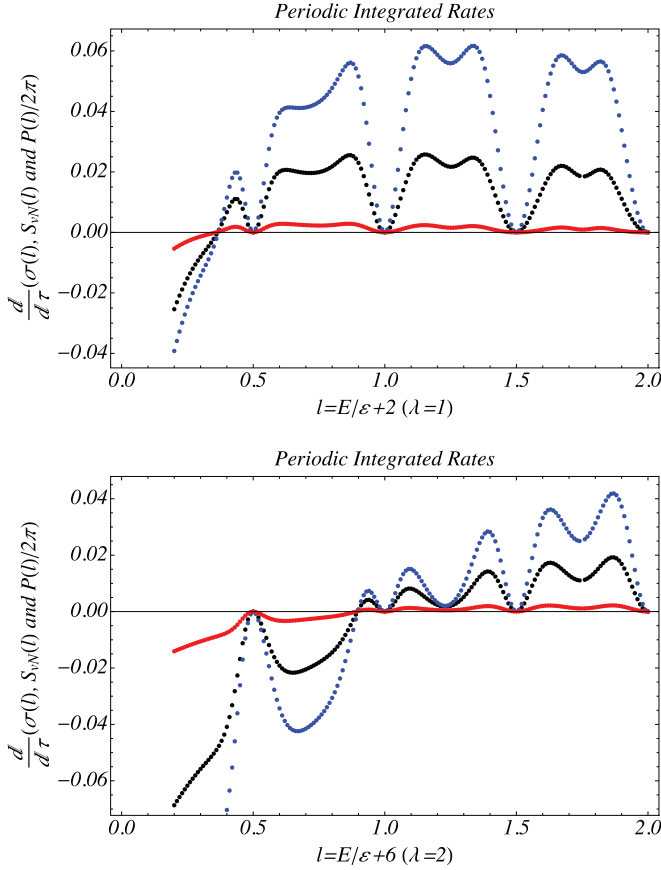 Periodic Integrated Rates
d/dτ(σ(l), SvN(l) and P(l)/2π)
0.06
0.04
0.02
0.00
−0.02
−0.04
0.0 0.5 1.0 1.5 2.0
l=E/ε+2 (λ=1)
Periodic Integrated Rates
d/dτ(σ(l), SvN(l) and P(l)/2π)
0.04
0.02
0.00
−0.02
−0.04
−0.06
0.0 0.5 1.0 1.5 2.0
l=E/ε+6 (λ=2)